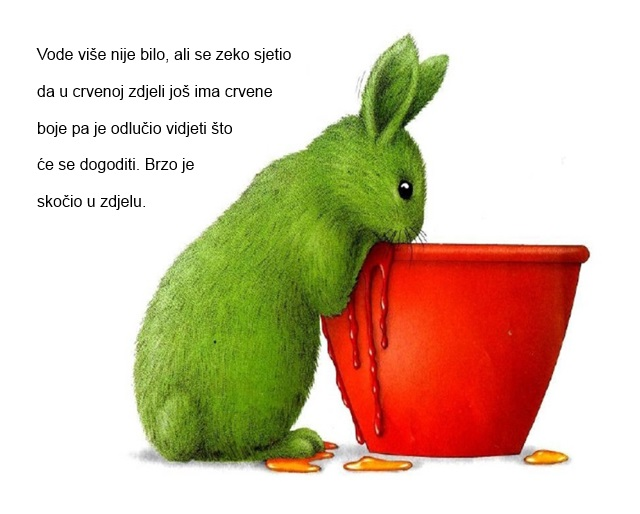 Vode više nije bilo, ali se zeko sjetio
da u crvenoj zdjeli još ima crvene
boje pa je odlučio vidjeti što
će se dogoditi. Brzo je
skočio u zdjelu.